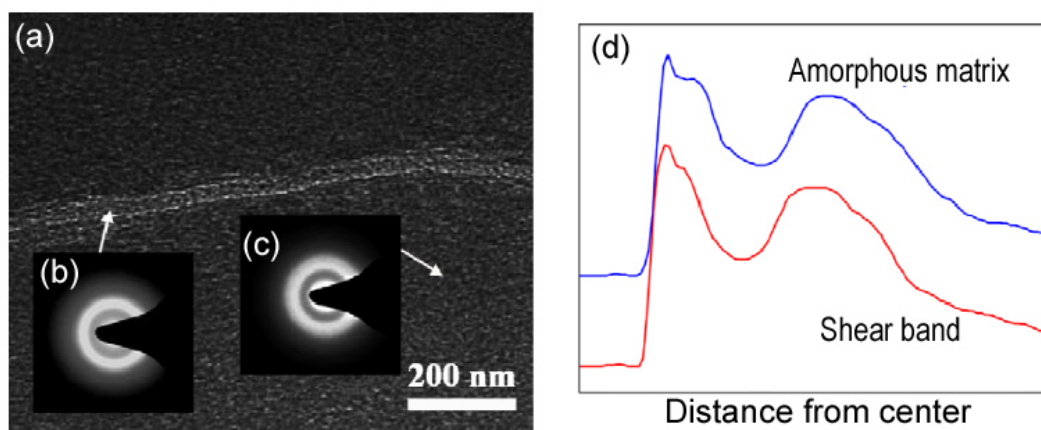 (a)
(b)
(c)
200 nm
(d)
Amorphous matrix
Shear band
Distance from center